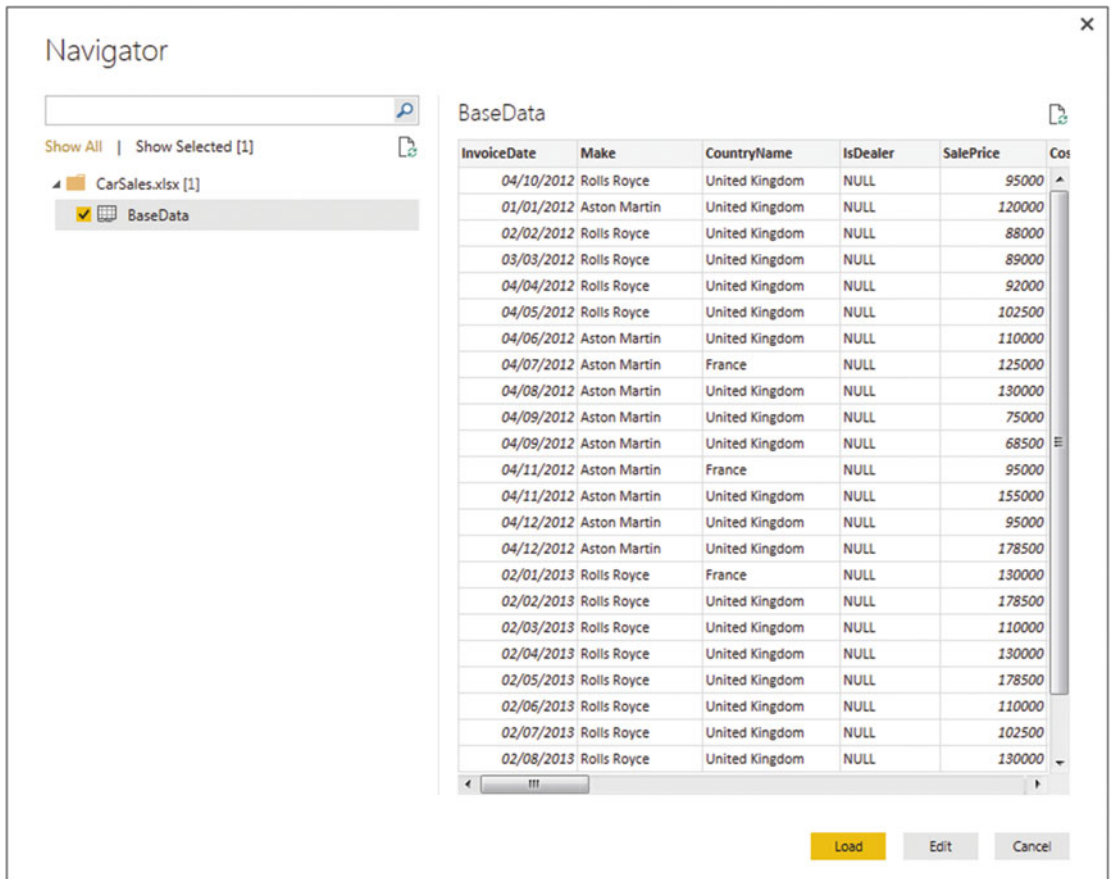 Navigator
Show All | Show Selected [1]
CarSales.xlsx [1]
BaseData
BaseData
InvoiceDate Make CountryName IsDealer SalePrice Cos
04/10/2012 Rolls Royce United Kingdom NULL 95000
01/01/2012 Aston Martin United Kingdom NULL 120000
02/02/2012 Rolls Royce United Kingdom NULL 88000
03/03/2012 Rolls Royce United Kingdom NULL 89000
04/04/2012 Rolls Royce United Kingdom NULL 92000
04/05/2012 Rolls Royce United Kingdom NULL 102500
04/06/2012 Aston Martin United Kingdom NULL 110000
04/07/2012 Aston Martin France NULL 125000
04/08/2012 Aston Martin United Kingdom NULL 130000
04/09/2012 Aston Martin United Kingdom NULL 75000
04/09/2012 Aston Martin United Kingdom NULL 68500
04/11/2012 Aston Martin France NULL 95000
04/11/2012 Aston Martin United Kingdom NULL 155000
04/12/2012 Aston Martin United Kingdom NULL 95000
04/12/2012 Aston Martin United Kingdom NULL 178500
02/01/2013 Rolls Royce France NULL 130000
02/02/2013 Rolls Royce United Kingdom NULL 178500
02/03/2013 Rolls Royce United Kingdom NULL 110000
02/04/2013 Rolls Royce United Kingdom NULL 130000
02/05/2013 Rolls Royce United Kingdom NULL 178500
02/06/2013 Rolls Royce United Kingdom NULL 110000
02/07/2013 Rolls Royce United Kingdom NULL 102500
02/08/2013 Rolls Royce United Kingdom NULL 130000
Load Edit Cancel